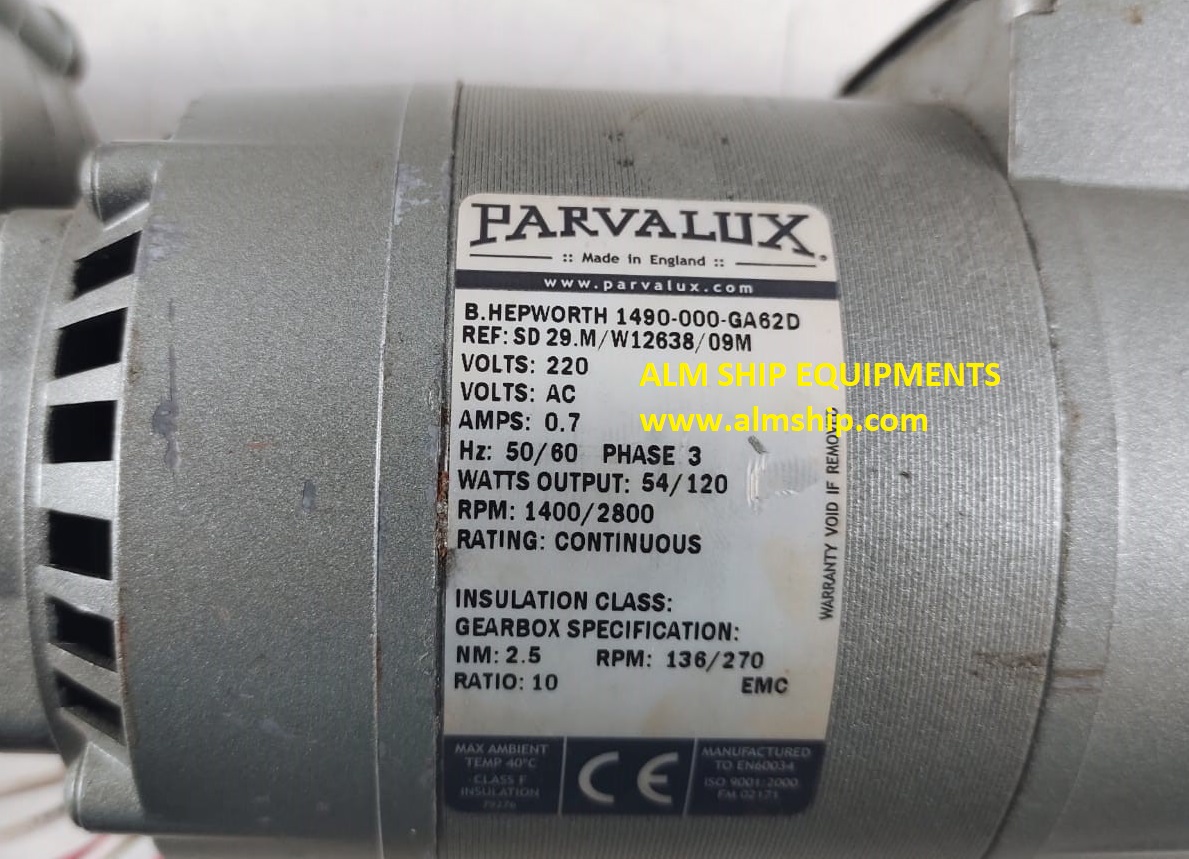 PARVALUX
:: Made in England ::
www.parvalux.com
B.HEPWORTH 1490-000-GA62D
REF: SD 29.M/W12638/09M
VOLTS: 220
VOLTS: AC
AMPS: 0.7
Hz: 50/60 PHASE 3
WATTS OUTPUT: 54/120
RPM: 1400/2800
RATING: CONTINUOUS
INSULATION CLASS:
GEARBOX SPECIFICATION:
NM: 2.5 RPM: 136/270
RATIO: 10 EMC
MAX AMBIENT
TEMP 40°C
CLASS F
INSULATION
CE
MANUFACTURED
TO EN60034
ISO 9001:2000
FM 02171
WARRANTY VOID IF REMOVED
ALM SHIP EQUIPMENTS
www.almship.com